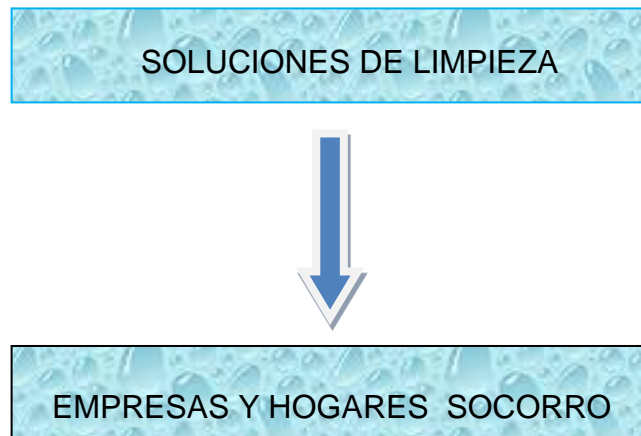 SOLUCIONES DE LIMPIEZA
EMPRESAS Y HOGARES  SOCORRO